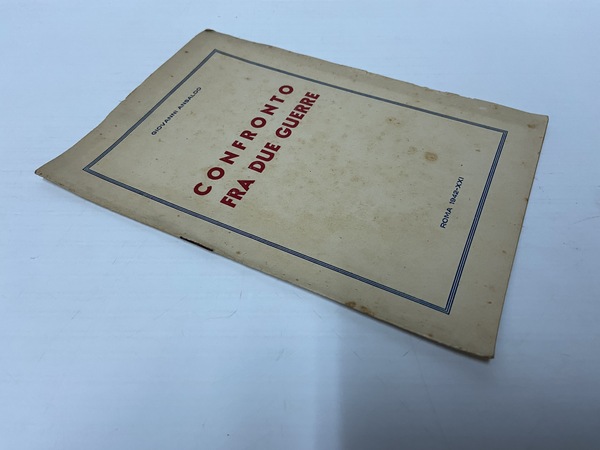 GIOVANNI ANSALDO
CONFRONTO
FRA DUE GUERRE
ROMA 1942-XXI